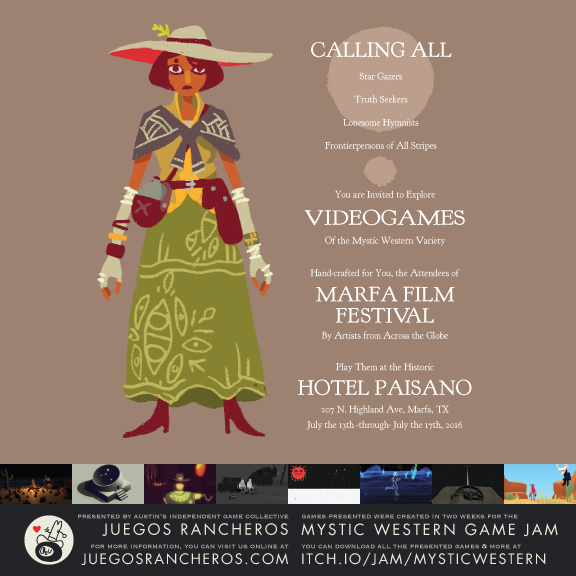 CALLING ALL
Star Gazers
Truth Seekers
Lonesome Hymnists
Frontierpersons of All Stripes
You are Invited to Explore
VIDEOGAMES
Of the Mystic Western Variety
Hand-crafted for You, the Attendees of
MARFA FILM
FESTIVAL
By Artists from Across the Globe
Play Them at the Historic
HOTEL PAISANO
207 N. Highland Ave, Marfa, TX
July the 13th -through- July the 17th, 2016
PRESENTED BY AUSTIN'S INDEPENDENT GAME COLLECTIVE
JUEGOS RANCHEROS
FOR MORE INFORMATION, YOU CAN VISIT US ONLINE AT
JUEGOSRANCHEROS.COM
GAMES PRESENTED WERE CREATED IN TWO WEEKS FOR THE
MYSTIC WESTERN GAME JAM
YOU CAN DOWNLOAD ALL THE PRESENTED GAMES & MORE AT
ITCH.IO/JAM/MYSTICWESTERN